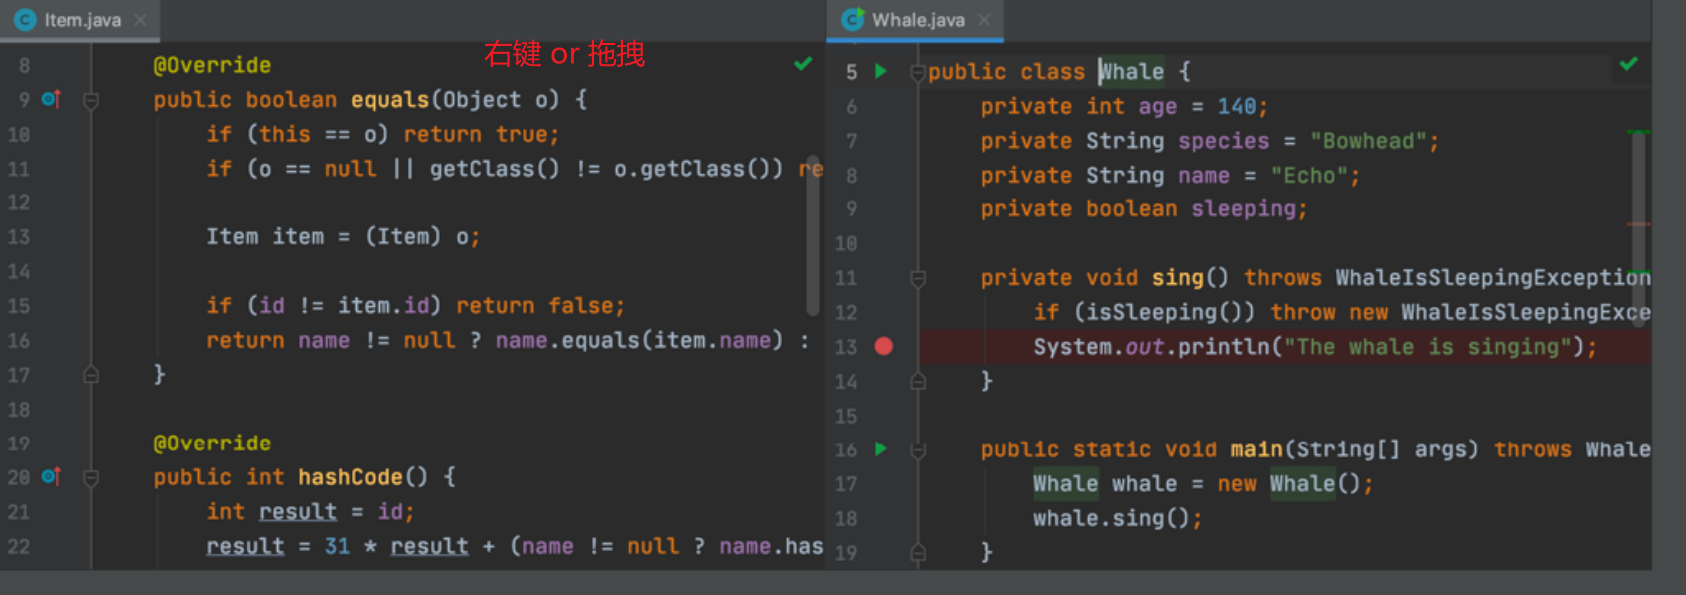 Item.java
右键 or 拖拽
8 @Override
9 public boolean equals(Object o) {
10 if (this == o) return true;
11 if (o == null || getClass() != o.getClass()) re
12
13 Item item = (Item) o;
14
15 if (id != item.id) return false;
16 return name != null ? name.equals(item.name) :
17 }
18
19 @Override
20 public int hashCode() {
21 int result = id;
22 result = 31 * result + (name != null ? name.has
Whale.java
5 public class Whale {
6 private int age = 140;
7 private String species = "Bowhead";
8 private String name = "Echo";
9 private boolean sleeping;
10
11 private void sing() throws WhaleIsSleepingException
12 if (isSleeping()) throw new WhaleIsSleepingExce
13 System.out.println("The whale is singing");
14 }
15
16 public static void main(String[] args) throws Whale
17 Whale whale = new Whale();
18 whale.sing();
19 }